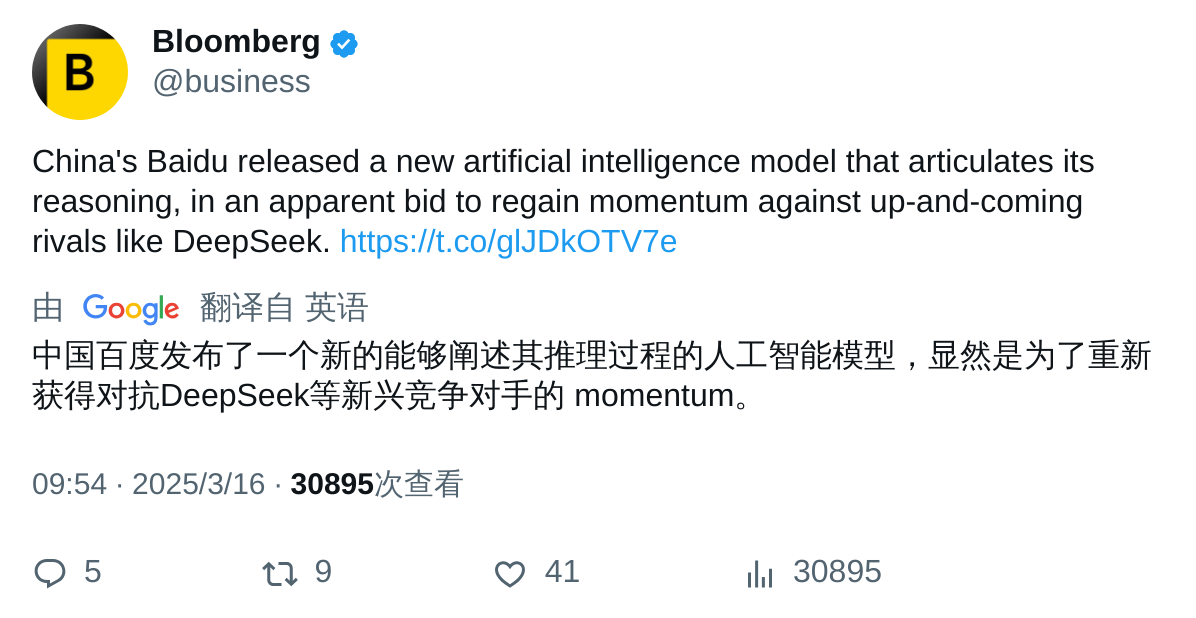 B
Bloomberg
@business
China's Baidu released a new artificial intelligence model that articulates its
reasoning, in an apparent bid to regain momentum against up-and-coming
rivals like DeepSeek. https://t.co/glJDkOTV7e
由 Google 翻译自 英语
中国百度发布了一个新的能够阐述其推理过程的人工智能模型，显然是为了重新
获得对抗DeepSeek等新兴竞争对手的 momentum。
09:54 · 2025/3/16 · 30895次查看
5 9 41 30895